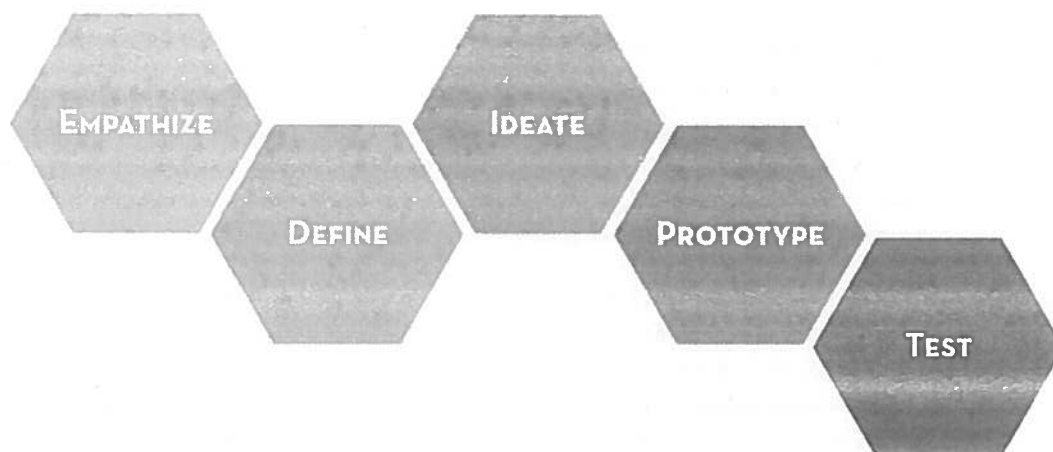 EMPATHIZE
DEFINE
IDEATE
PROTOTYPE
TEST